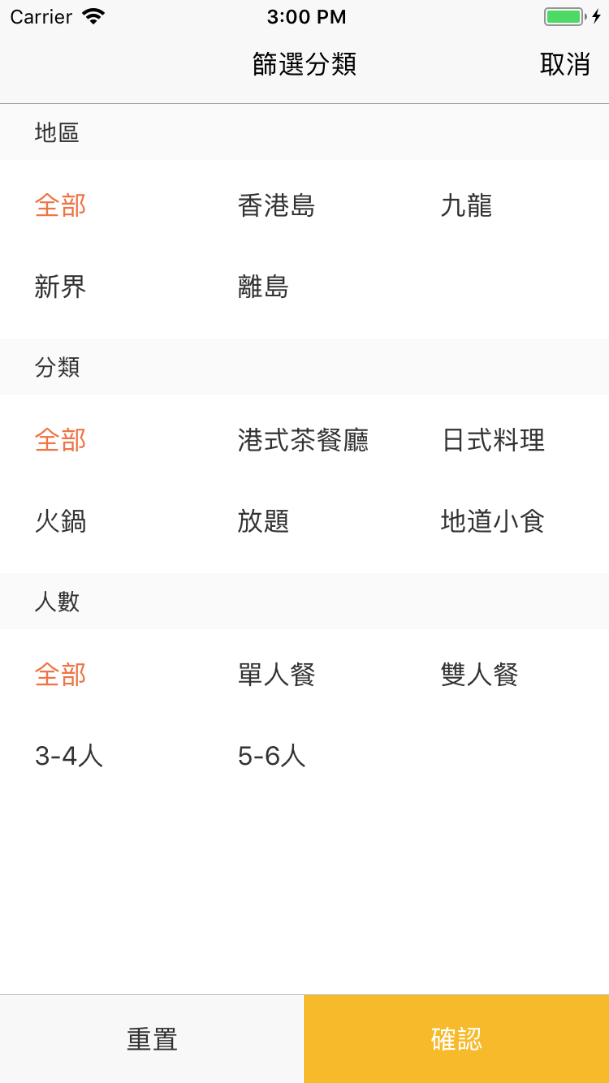 Carrier 3:00 PM
篩選分類 取消
地區
全部 香港島 九龍
新界 離島
分類
全部 港式茶餐廳 日式料理
火鍋 放題 地道小食
人數
全部 單人餐 雙人餐
3-4人 5-6人
重置 確認